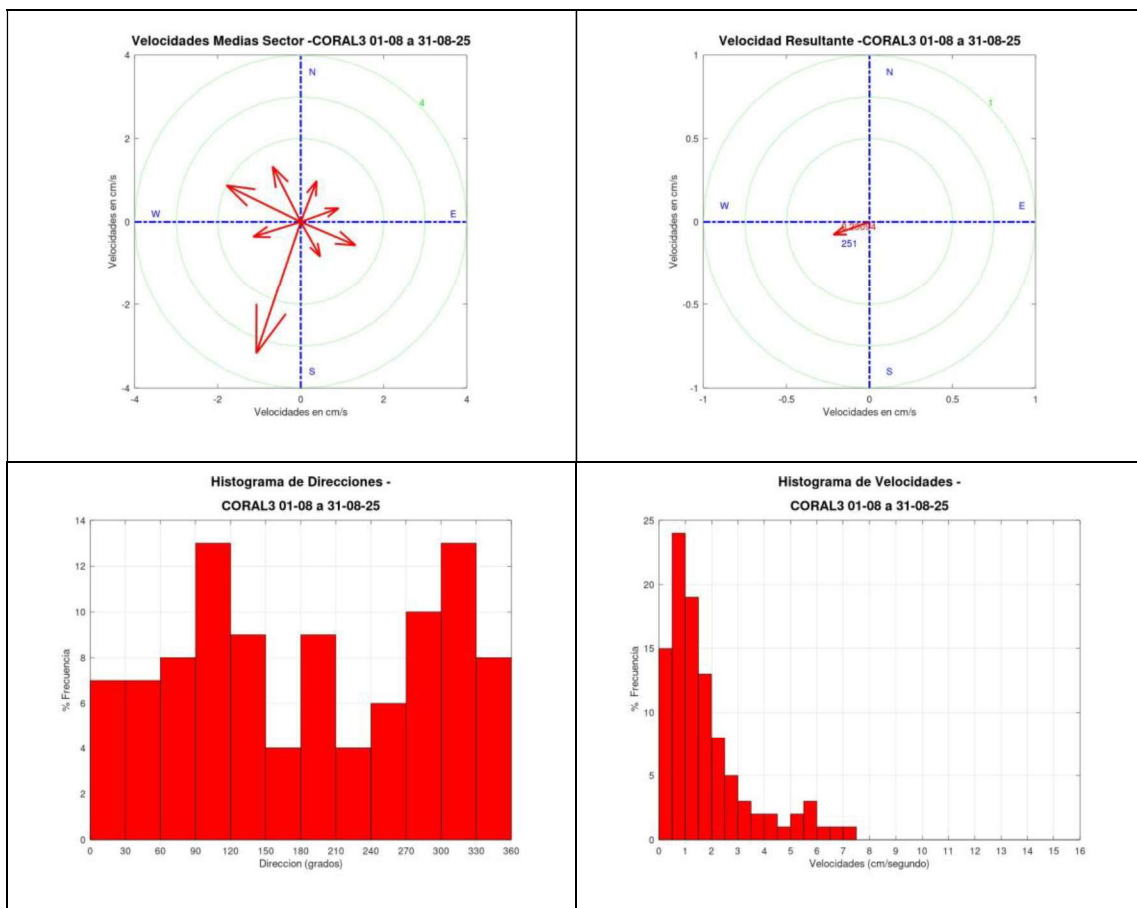 Velocidades Medias Sector -CORAL3 01-08 a 31-08-25
4
2
0
-2
-4
Velocidades en cm/s
N
4
W
E
S
-4
-2
0
2
4
Velocidades en cm/s
Velocidad Resultante -CORAL3 01-08 a 31-08-25
1
0.5
0
-0.5
-1
Velocidades en cm/s
N
1
W
E
251
S
-1
-0.5
0
0.5
1
Velocidades en cm/s
Histograma de Direcciones -
CORAL3 01-08 a 31-08-25
14
12
10
8
6
4
2
0
% Frecuencia
0 30 60 90 120 150 180 210 240 270 300 330 360
Direccion (grados)
Histograma de Velocidades -
CORAL3 01-08 a 31-08-25
25
20
15
10
5
0
% Frecuencia
0 1 2 3 4 5 6 7 8 9 10 11 12 13 14 15 16
Velocidades (cm/segundo)